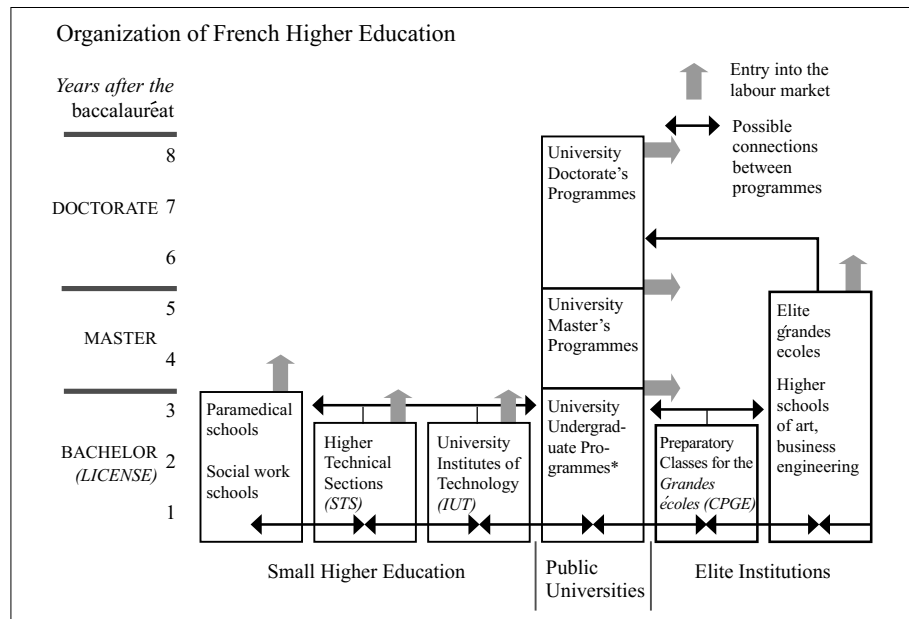 Organization of French Higher Education
Years after the
baccalauréat
8
DOCTORATE 7
6
5
MASTER
4
3
BACHELOR
(LICENSE)
2
1
Entry into the
labour market
Possible
connections
between
programmes
Paramedical
schools
Social work
schools
Higher
Technical
Sections
(STS)
University
Institutes of
Technology
(IUT)
University
Doctorate's
Programmes
University
Master's
Programmes
University
Undergrad-
uate Pro-
grammes*
Preparatory
Classes for the
Grandes
écoles (CPGE)
Elite
grandes
ecoles
Higher
schools
of art,
business
engineering
Small Higher Education
Public
Universities
Elite Institutions